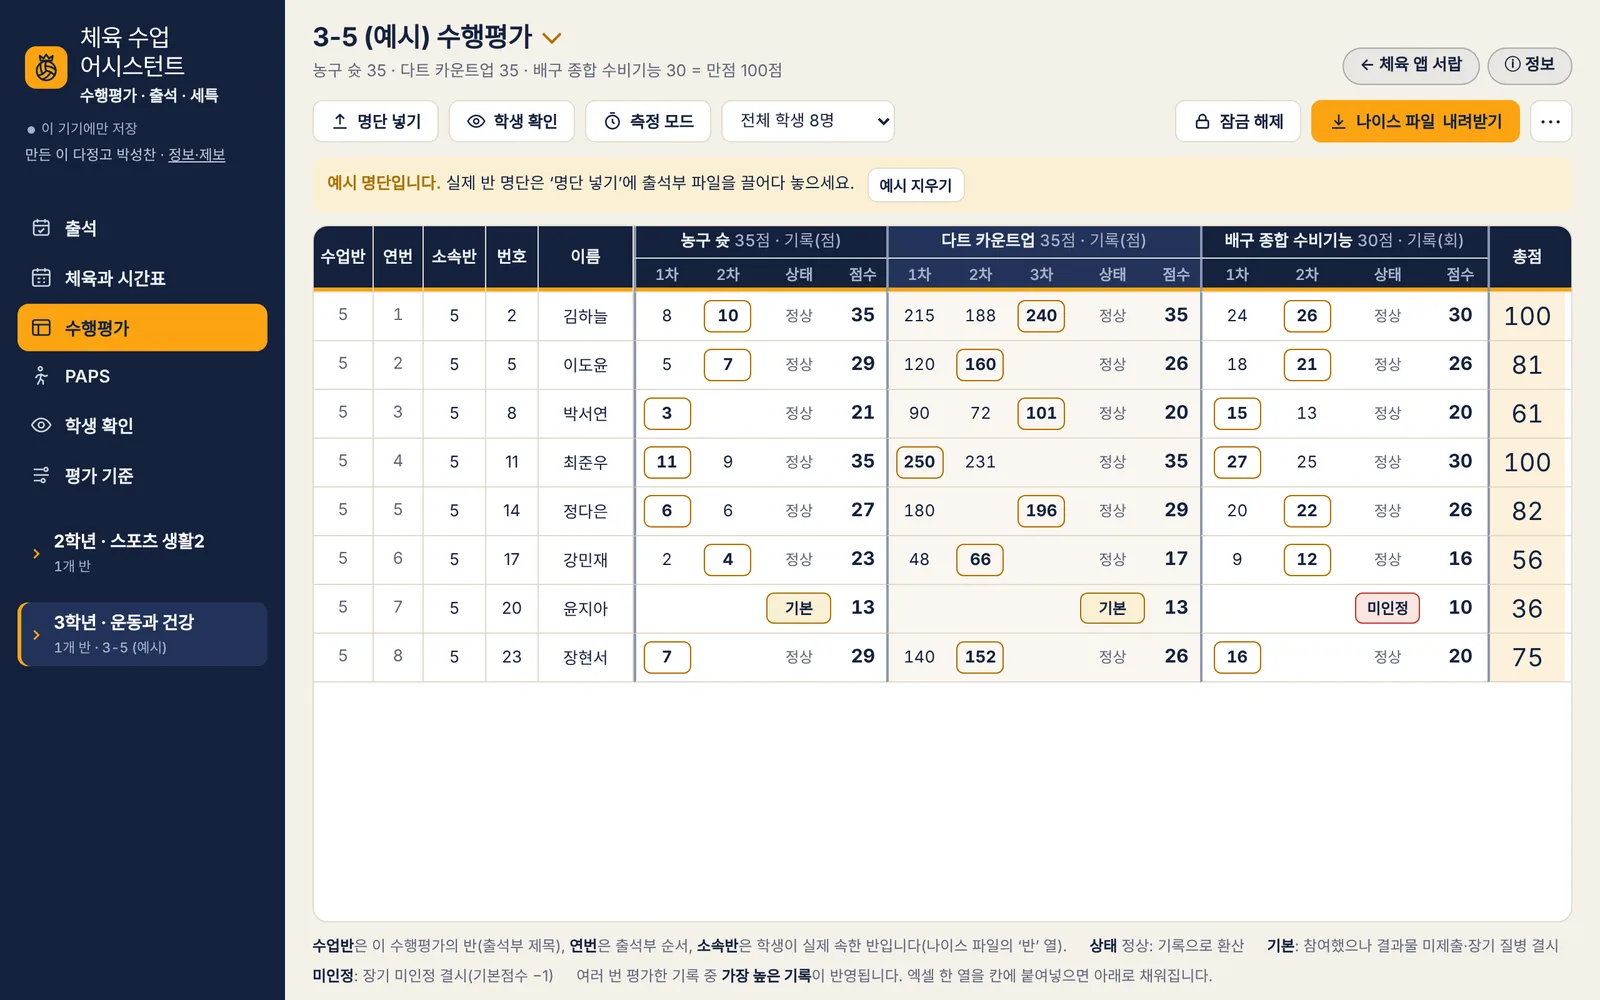 체육 수업
어시스턴트
수행평가 · 출석 · 세특
● 이 기기에만 저장
만든 이 다정고 박성찬 · 정보·제보
출석
체육과 시간표
수행평가
PAPS
학생 확인
평가 기준
2학년 · 스포츠 생활2
1개 반
3학년 · 운동과 건강
1개 반 · 3-5 (예시)
3-5 (예시) 수행평가
농구 슛 35 · 다트 카운트업 35 · 배구 종합 수비기능 30 = 만점 100점
← 체육 앱 서랍 ⓘ 정보
명단 넣기 학생 확인 측정 모드 전체 학생 8명 잠금 해제 나이스 파일 내려받기 ⋯
예시 명단입니다. 실제 반 명단은 ‘명단 넣기’에 출석부 파일을 끌어다 놓으세요. 예시 지우기
수업반 연번 소속반 번호 이름 농구 슛 35점 · 기록(점) 다트 카운트업 35점 · 기록(점) 배구 종합 수비기능 30점 · 기록(회) 총점
1차 2차 상태 점수 1차 2차 3차 상태 점수 1차 2차 상태 점수
5 1 5 2 김하늘 8 10 정상 35 215 188 240 정상 35 24 26 정상 30 100
5 2 5 5 이도윤 5 7 정상 29 120 160 정상 26 18 21 정상 26 81
5 3 5 8 박서연 3 정상 21 90 72 101 정상 20 15 13 정상 20 61
5 4 5 11 최준우 11 9 정상 35 250 231 정상 35 27 25 정상 30 100
5 5 5 14 정다은 6 6 정상 27 180 196 정상 29 20 22 정상 26 82
5 6 5 17 강민재 2 4 정상 23 48 66 정상 17 9 12 정상 16 56
5 7 5 20 윤지아 기본 13 기본 13 미인정 10 36
5 8 5 23 장현서 7 정상 29 140 152 정상 26 16 정상 20 75
수업반은 이 수행평가의 반(출석부 제목), 연번은 출석부 순서, 소속반은 학생이 실제 속한 반입니다(나이스 파일의 ‘반’ 열). 상태 정상: 기록으로 환산 기본: 참여했으나 결과물 미제출·장기 질병 결시
미인정: 장기 미인정 결시(기본점수 −1) 여러 번 평가한 기록 중 가장 높은 기록이 반영됩니다. 엑셀 한 열을 칸에 붙여넣으면 아래로 채워집니다.